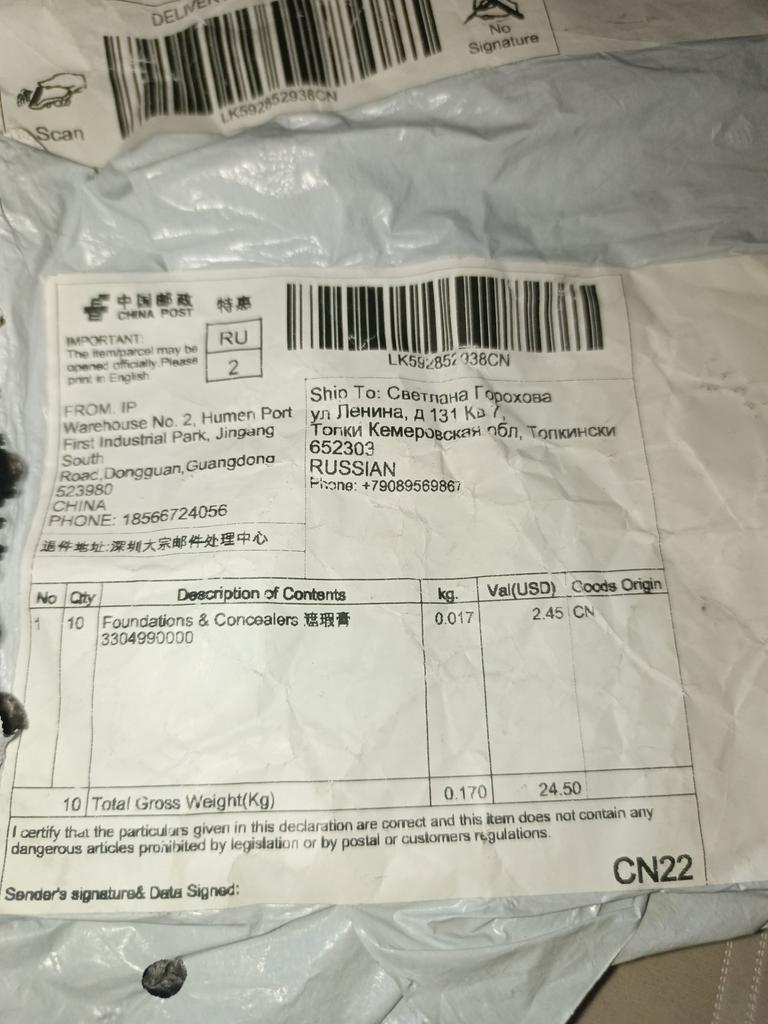 Scan
LK592852938CN
No
Signature
中国邮政
CHINA POST
特惠
RU
2
IMPORTANT:
The item/parcel may be
opened officially.Please
print in English
LK592852938CN
FROM: IP
Warehouse No. 2, Humen Port
First Industrial Park, Jingang
South
Road,Dongguan,Guangdong
523980
CHINA
PHONE: 18566724056
退件地址:深圳大宗邮件处理中心
Ship To: Светлана Горохова
ул Ленина, д 131 Кв 7,
Топки Кемеровская обл, Топкински
652303
RUSSIAN
Phone: +79089569867
No Qty Description of Contents kg. Val(USD) Goods Origin
1 10 Foundations & Concealers 遮瑕膏 0.017 2.45 CN
3304990000
10 Total Gross Weight(Kg) 0.170 24.50
I certify that the particulars given in this declaration are correct and this item does not contain any
dangerous articles prohibited by legislation or by postal or customs regulations.
Sender's signature& Data Signed:
CN22